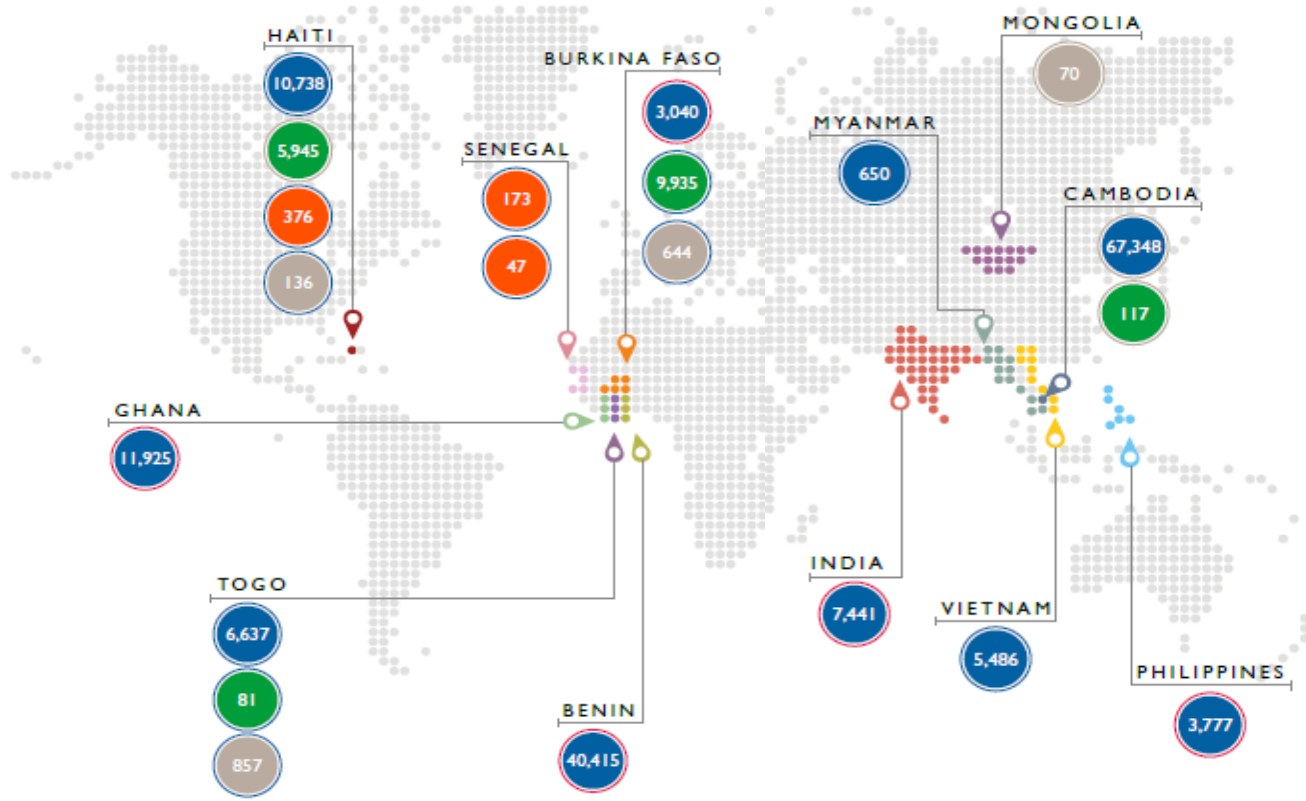 HAITI
10,738
5,945
376
136
SENEGAL
173
47
BURKINA FASO
3,040
9,935
644
MONGOLIA
70
MYANMAR
650
CAMBODIA
67,348
117
GHANA
11,925
TOGO
6,637
81
857
BENIN
40,415
INDIA
7,441
VIETNAM
5,486
PHILIPPINES
3,777